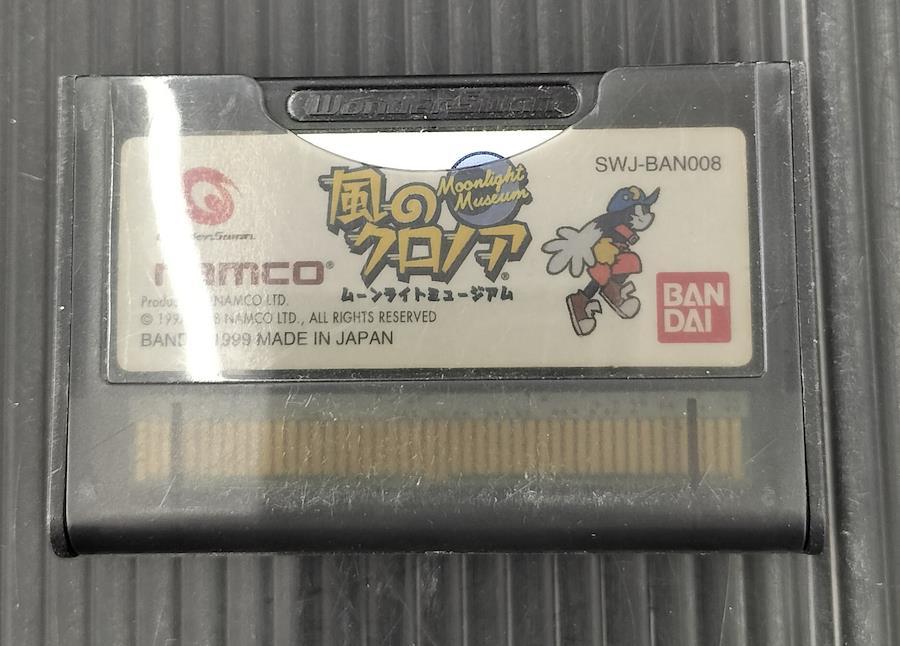 WonderSwan
SWJ-BAN008
Moonlight
Museum
風の
クロノア®
ムーンライトミュージアム
namco®
NAMCO LTD.
NAMCO LTD., ALL RIGHTS RESERVED
1999 MADE IN JAPAN
BAN
DAI